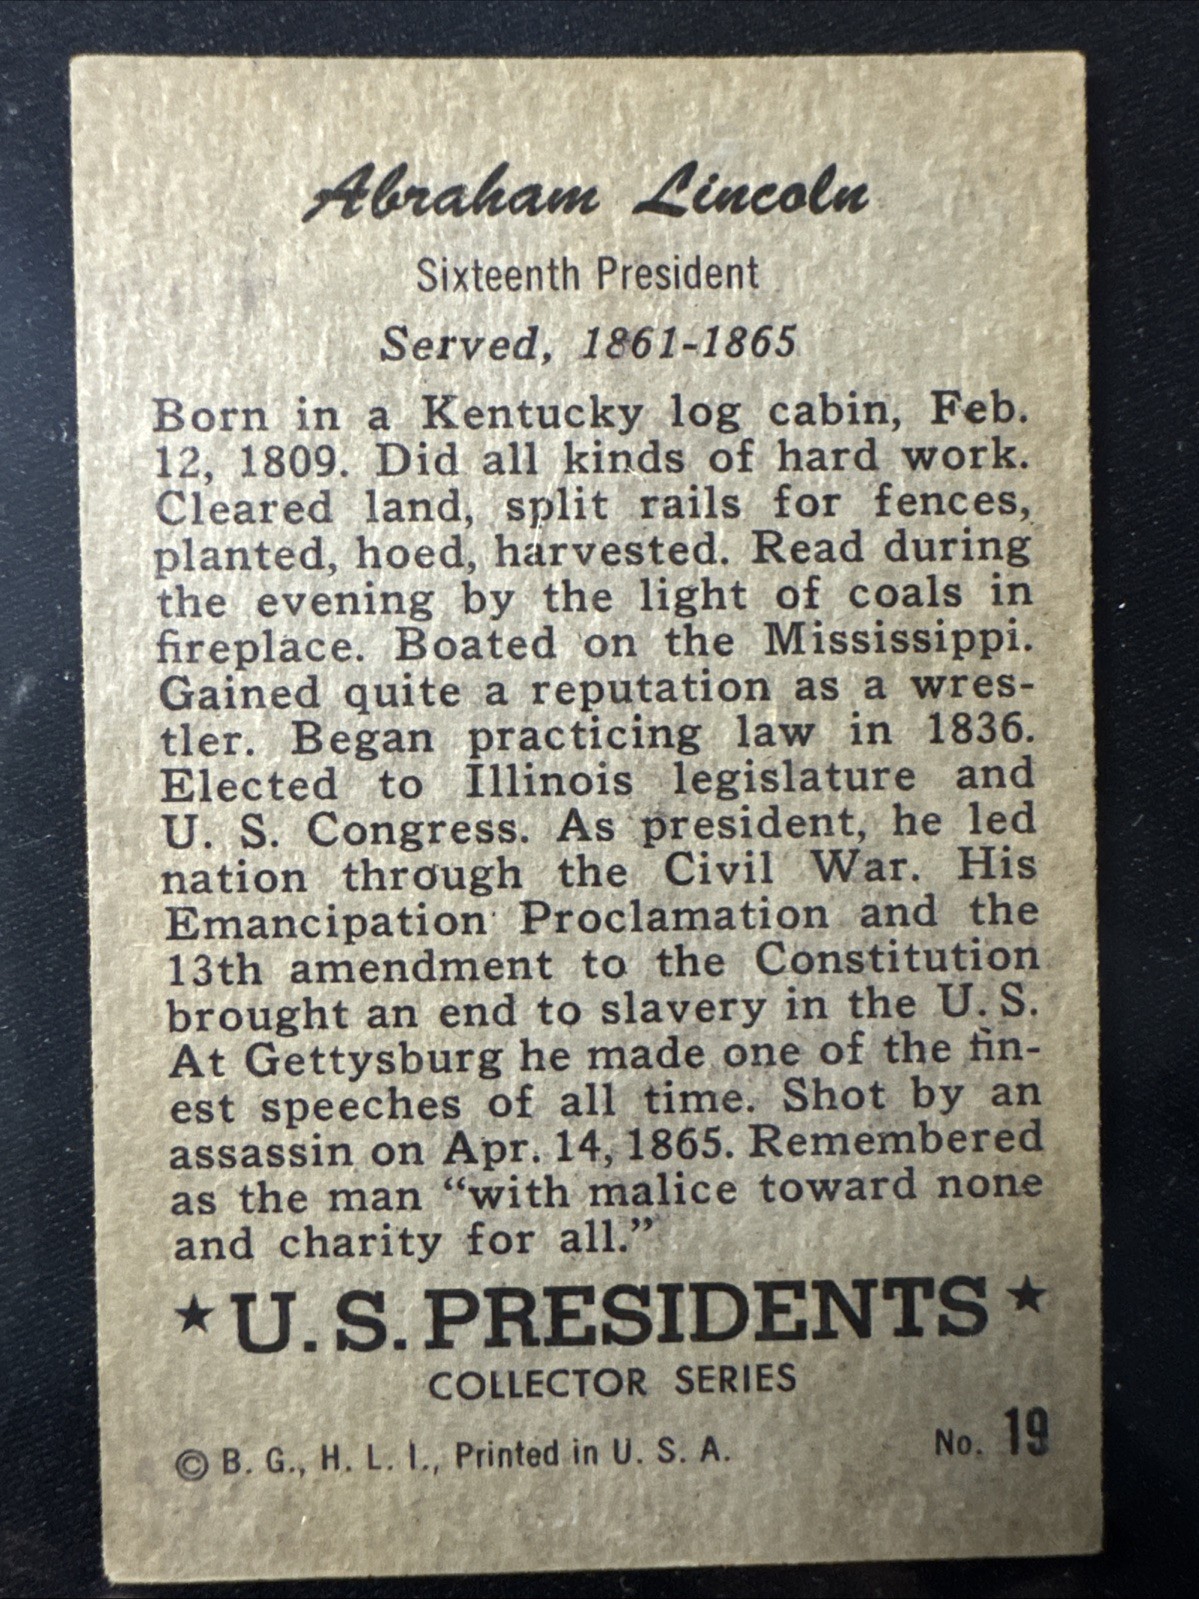 Abraham Lincoln
Sixteenth President
Served, 1861-1865
Born in a Kentucky log cabin, Feb.
12, 1809. Did all kinds of hard work.
Cleared land, split rails for fences,
planted, hoed, harvested. Read during
the evening by the light of coals in
fireplace. Boated on the Mississippi.
Gained quite a reputation as a wres-
tler. Began practicing law in 1836.
Elected to Illinois legislature and
U. S. Congress. As president, he led
nation through the Civil War. His
Emancipation Proclamation and the
13th amendment to the Constitution
brought an end to slavery in the U. S.
At Gettysburg he made one of the fin-
est speeches of all time. Shot by an
assassin on Apr. 14, 1865. Remembered
as the man “with malice toward none
and charity for all.”
★ U. S. PRESIDENTS ★
COLLECTOR SERIES
© B. G., H. L. I., Printed in U. S. A.
No. 19